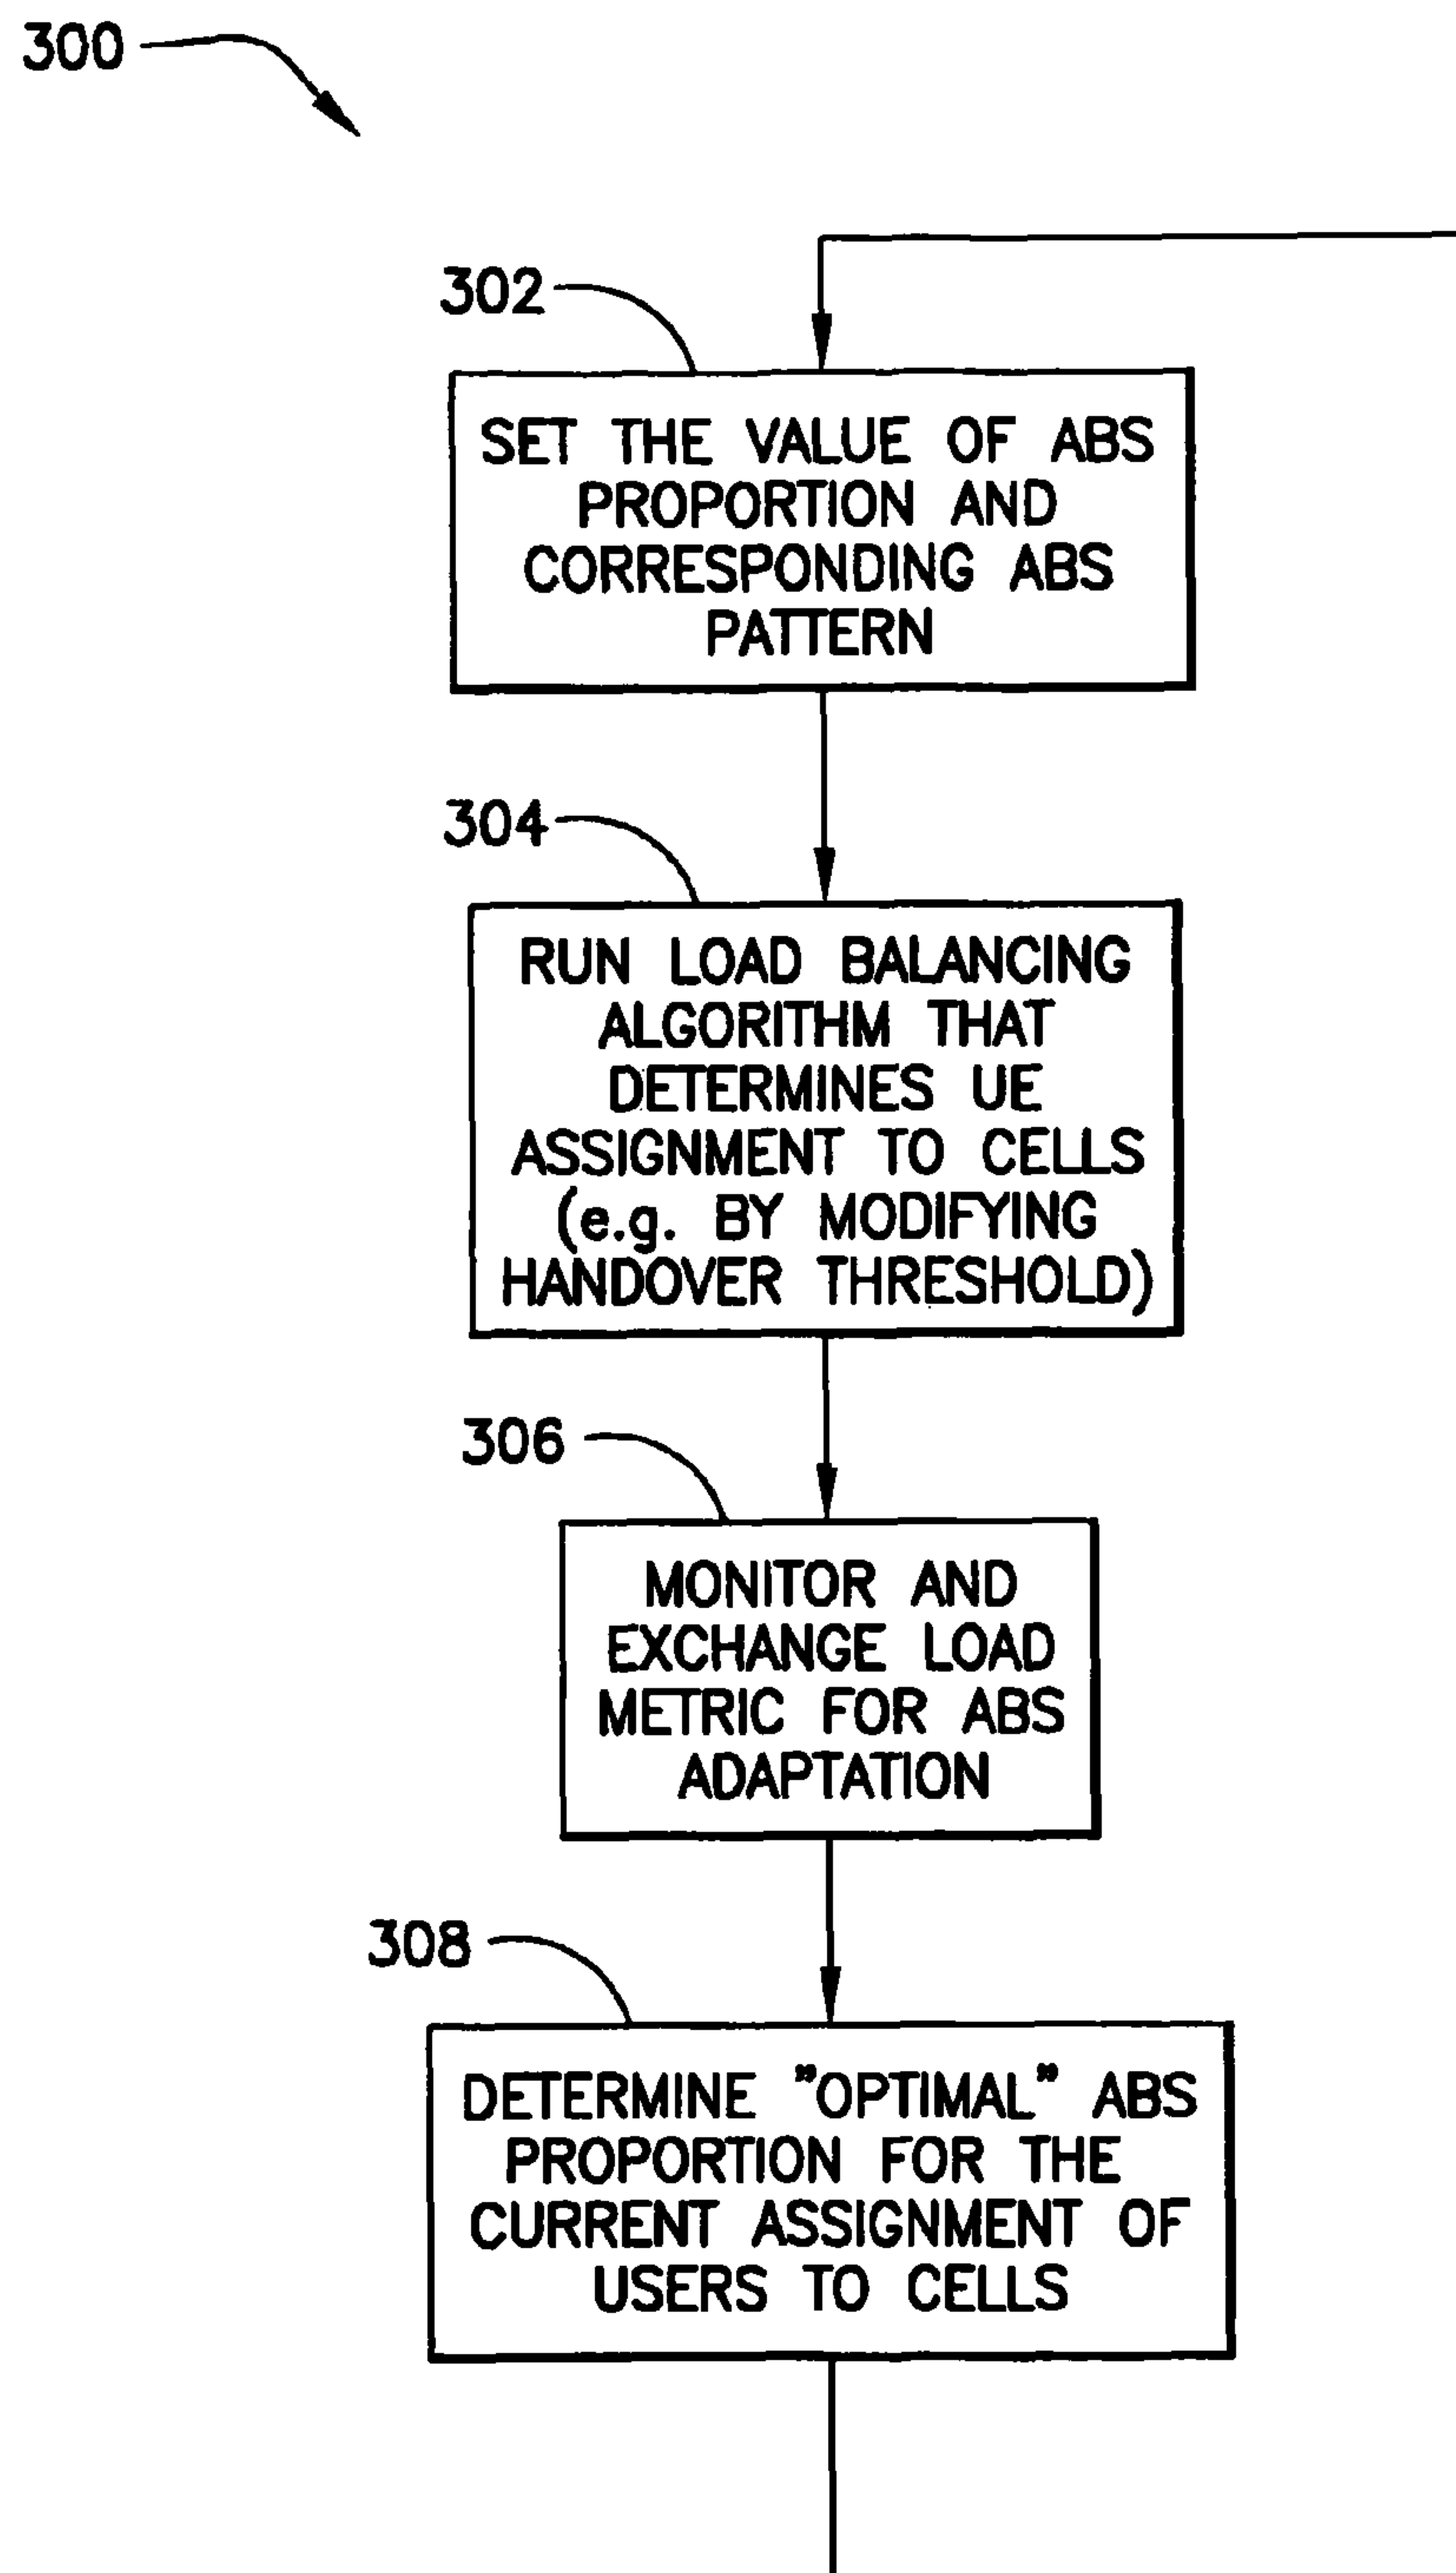 300
302
SET THE VALUE OF ABS
PROPORTION AND
CORRESPONDING ABS
PATTERN
304
RUN LOAD BALANCING
ALGORITHM THAT
DETERMINES UE
ASSIGNMENT TO CELLS
(e.g. BY MODIFYING
HANDOVER THRESHOLD)
306
MONITOR AND
EXCHANGE LOAD
METRIC FOR ABS
ADAPTATION
308
DETERMINE ”OPTIMAL” ABS
PROPORTION FOR THE
CURRENT ASSIGNMENT OF
USERS TO CELLS